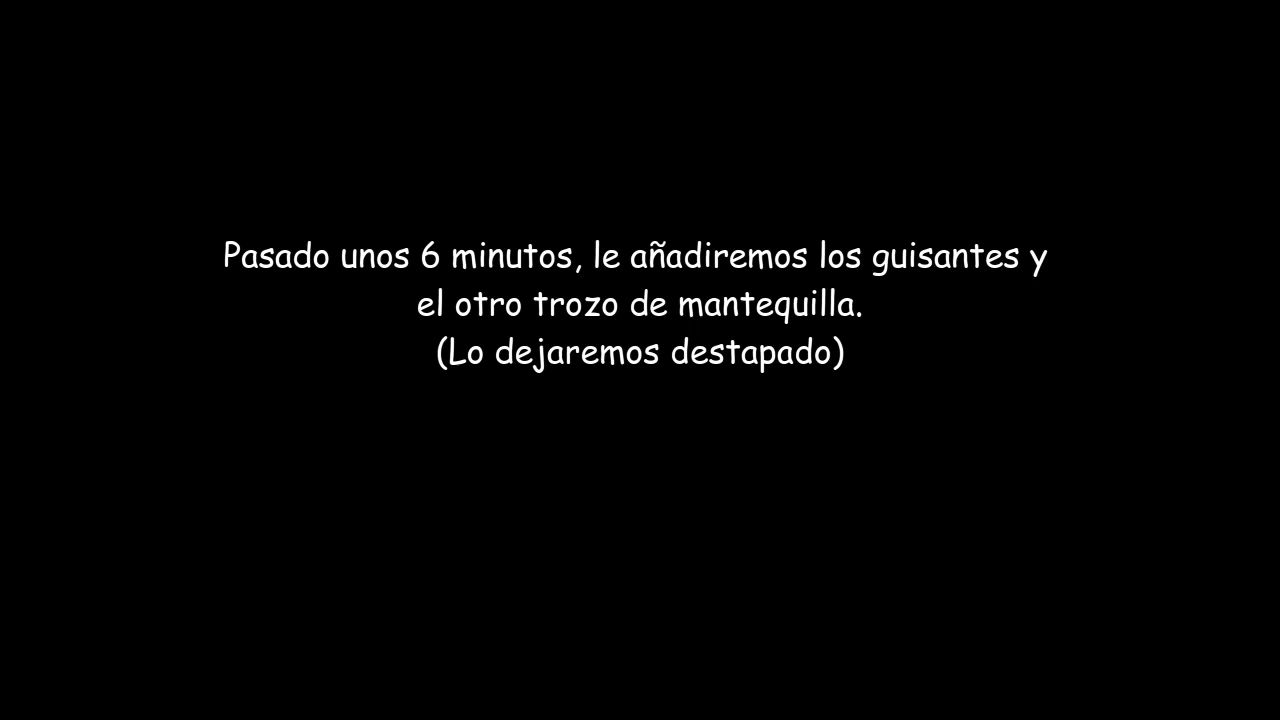 Pasado unos 6 minutos, le añadiremos los guisantes y
el otro trozo de mantequilla.
(Lo dejaremos destapado)